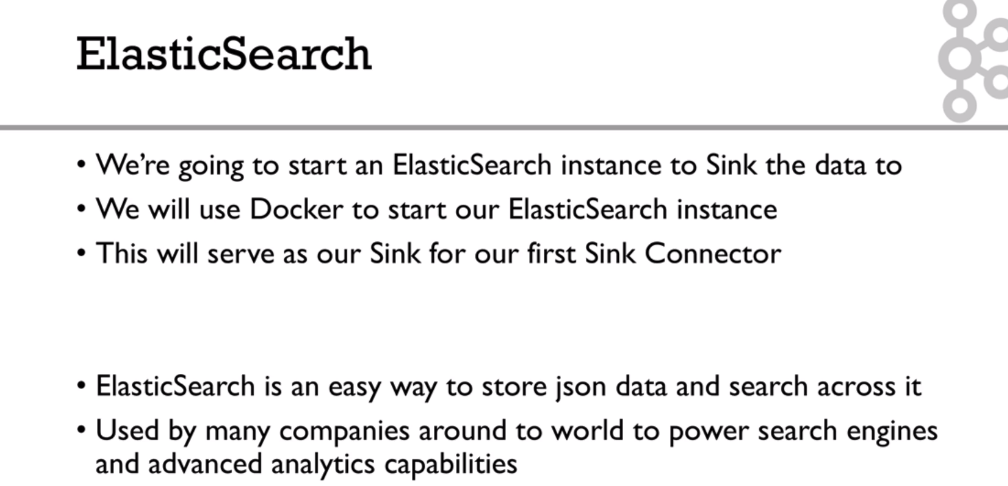 ElasticSearch
• We're going to start an ElasticSearch instance to Sink the data to
• We will use Docker to start our ElasticSearch instance
• This will serve as our Sink for our first Sink Connector
• ElasticSearch is an easy way to store json data and search across it
• Used by many companies around to world to power search engines
and advanced analytics capabilities